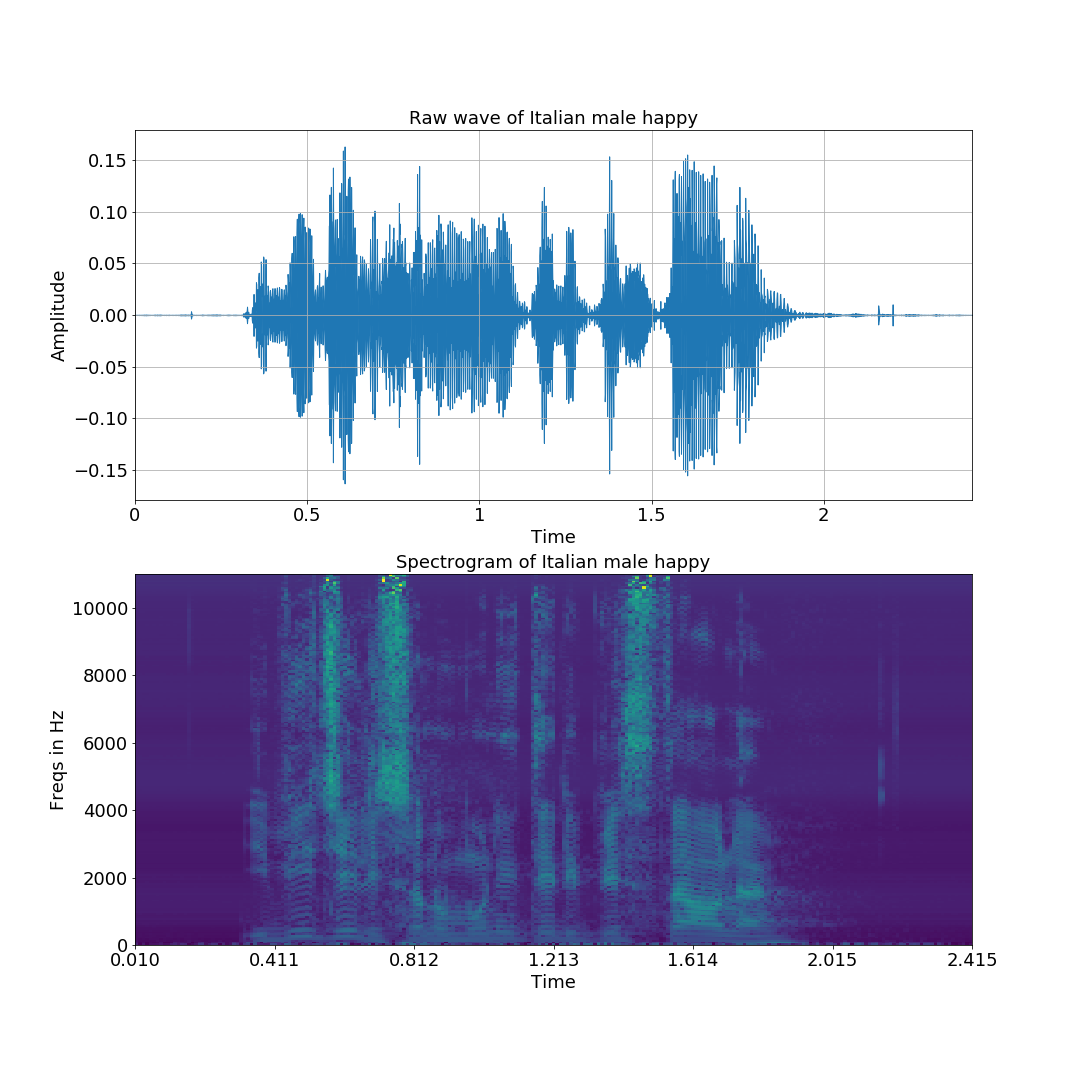 Raw wave of Italian male happy
0.15
0.10
0.05
0.00
−0.05
−0.10
−0.15
Amplitude
0 0.5 1 1.5 2
Time
Spectrogram of Italian male happy
10000
8000
6000
4000
2000
0
Freqs in Hz
0.010 0.411 0.812 1.213 1.614 2.015 2.415
Time